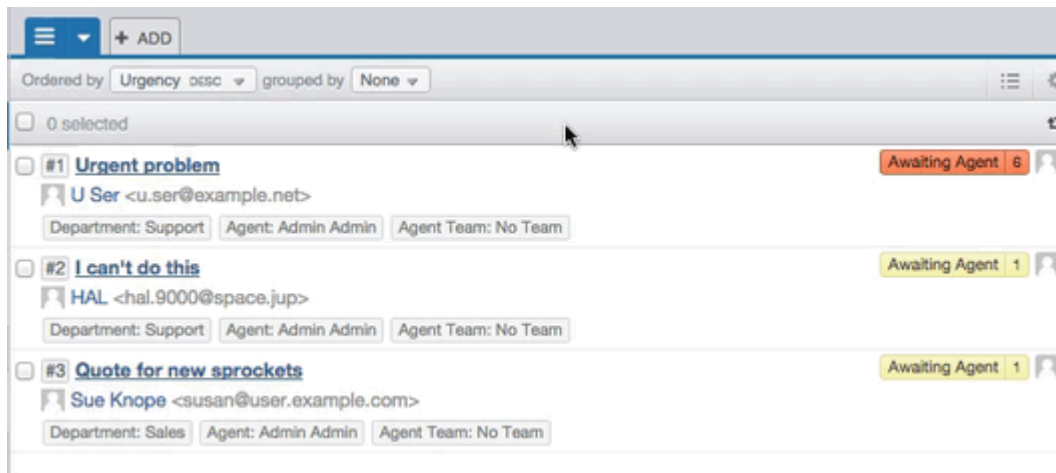 + ADD
Ordered by Urgency DESC grouped by None
0 selected
#1 Urgent problem Awaiting Agent 6
U Ser <u.ser@example.net>
Department: Support Agent: Admin Admin Agent Team: No Team
#2 I can't do this Awaiting Agent 1
HAL <hal.9000@space.jup>
Department: Support Agent: Admin Admin Agent Team: No Team
#3 Quote for new sprockets Awaiting Agent 1
Sue Knope <susan@user.example.com>
Department: Sales Agent: Admin Admin Agent Team: No Team